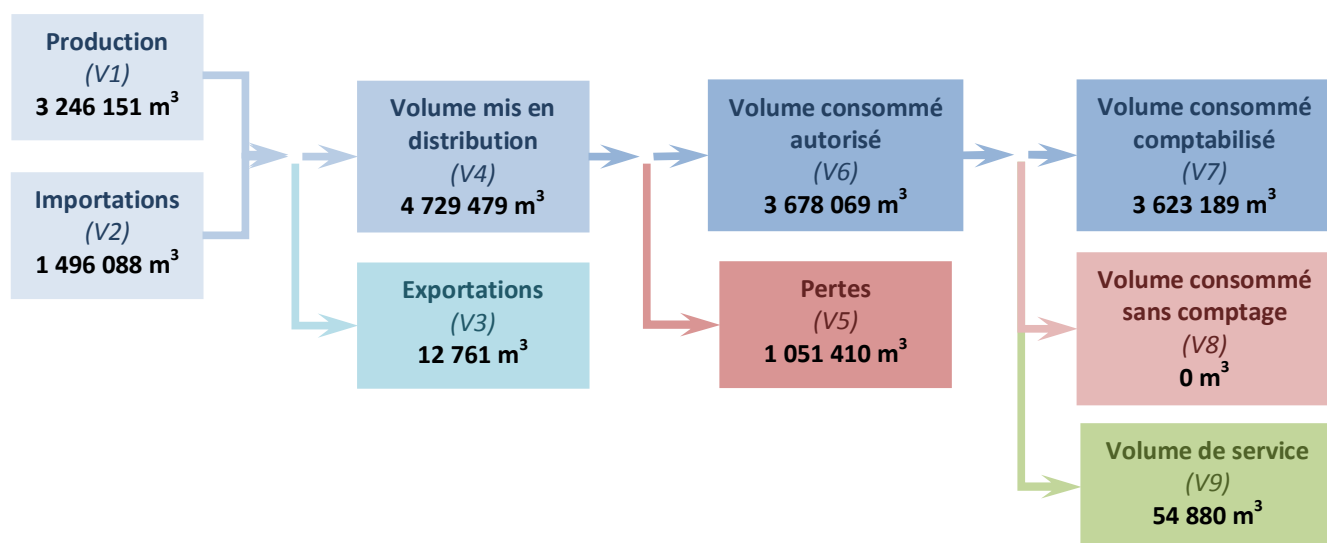 Production
(V1)
3 246 151 m³
Importations
(V2)
1 496 088 m³
Volume mis en
distribution
(V4)
4 729 479 m³
Exportations
(V3)
12 761 m³
Volume consommé
autorisé
(V6)
3 678 069 m³
Pertes
(V5)
1 051 410 m³
Volume consommé
comptabilisé
(V7)
3 623 189 m³
Volume consommé
sans comptage
(V8)
0 m³
Volume de service
(V9)
54 880 m³